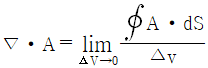 ∇・A = lim ΔV→0 ∮A・dS / Δv